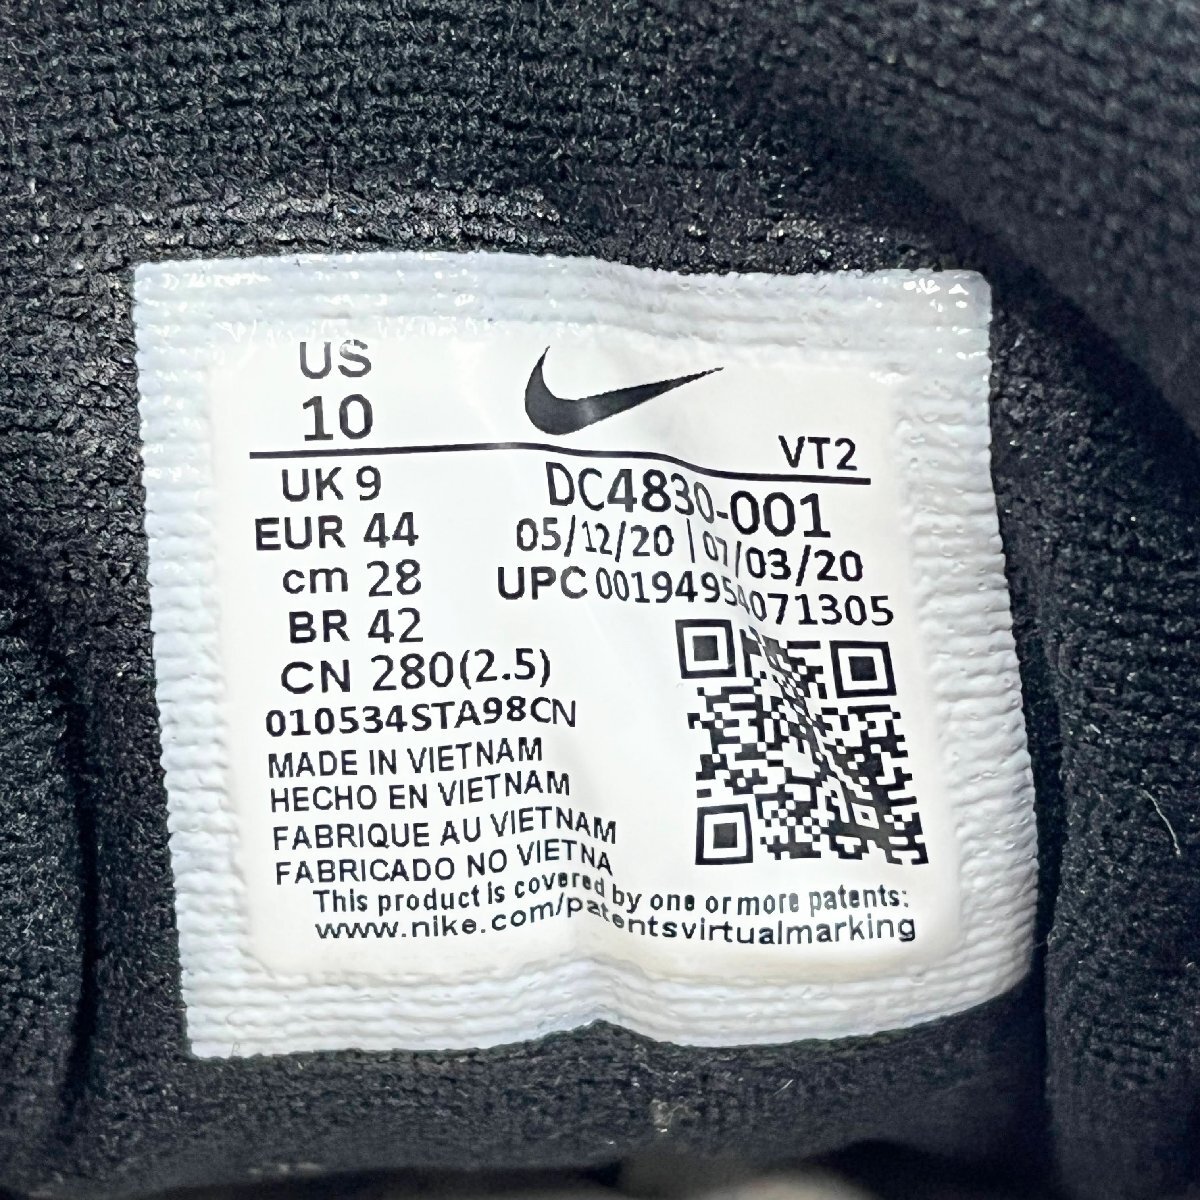 US
10
VT2
UK 9
DC4830-001
EUR 44
05/12/20 | 07/03/20
cm 28
UPC 00194954071305
BR 42
CN 280(2.5)
010534STA98CN
MADE IN VIETNAM
HECHO EN VIETNAM
FABRIQUE AU VIETNAM
FABRICADO NO VIETNA
This product is covered by one or more patents:
www.nike.com/patentsvirtualmarking